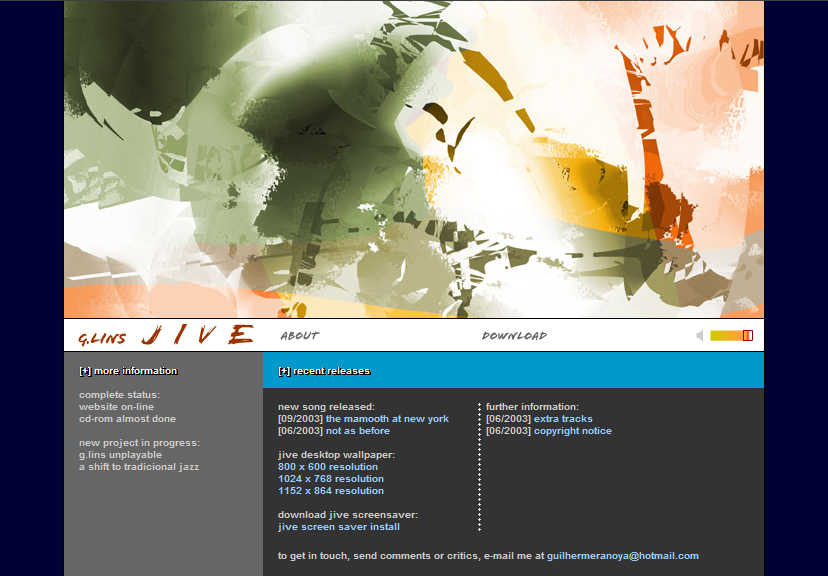 G.LINS JIVE
ABOUT
DOWNLOAD
[+] more information
complete status:
website on-line
cd-rom almost done
new project in progress:
g.lins unplayable
a shift to tradicional jazz
[+] recent releases
new song released:
[09/2003] the mamooth at new york
[06/2003] not as before
jive desktop wallpaper:
800 x 600 resolution
1024 x 768 resolution
1152 x 864 resolution
download jive screensaver:
jive screen saver install
further information:
[06/2003] extra tracks
[06/2003] copyright notice
to get in touch, send comments or critics, e-mail me at guilhermeranoya@hotmail.com